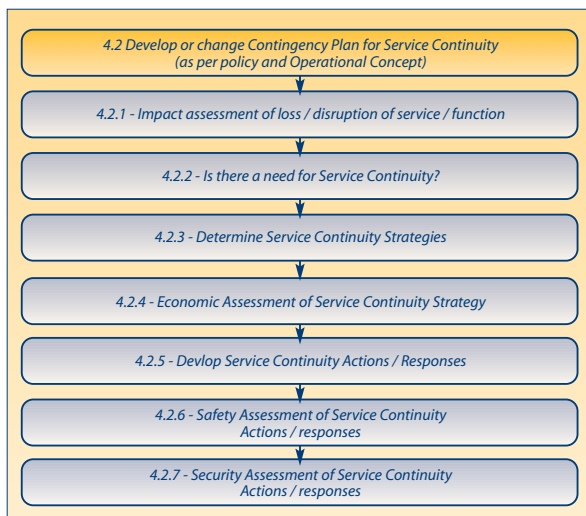 4.2 Develop or change Contingency Plan for Service Continuity
(as per policy and Operational Concept)
4.2.1 - Impact assessment of loss / disruption of service / function
4.2.2 - Is there a need for Service Continuity?
4.2.3 - Determine Service Continuity Strategies
4.2.4 - Economic Assessment of Service Continuity Strategy
4.2.5 - Devlop Service Continuity Actions / Responses
4.2.6 - Safety Assessment of Service Continuity
Actions / responses
4.2.7 - Security Assessment of Service Continuity
Actions / responses